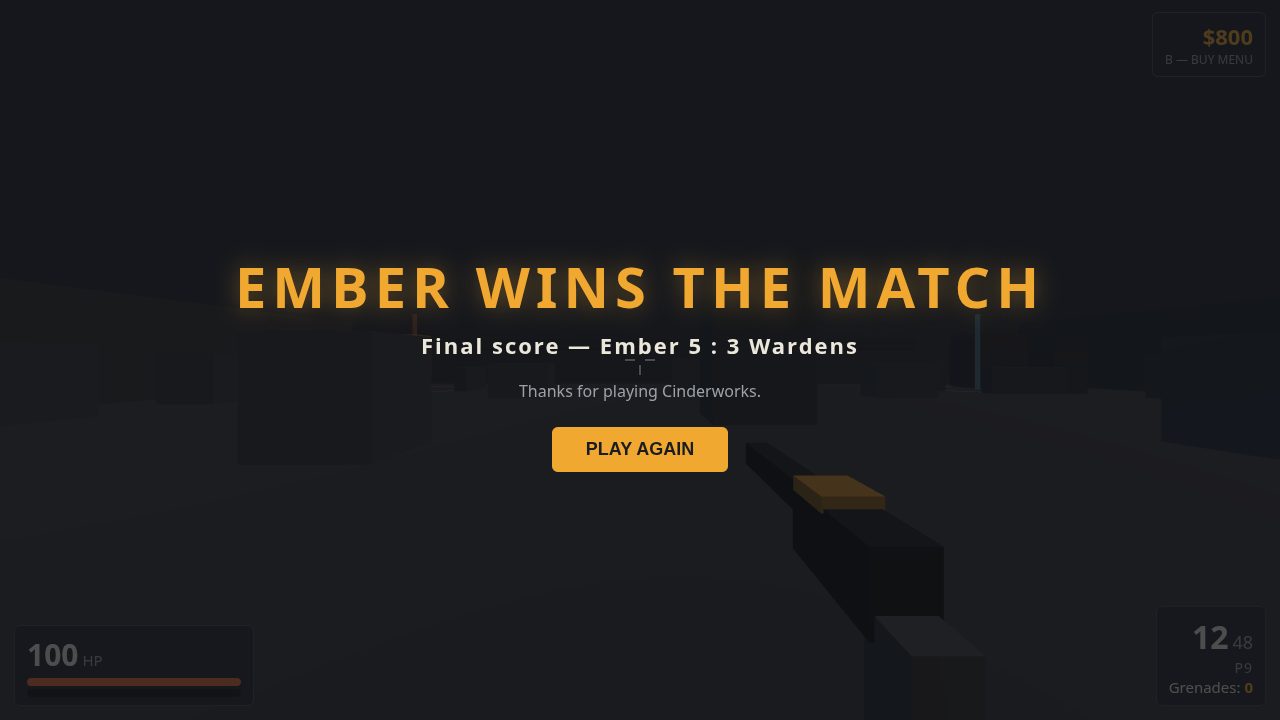 $800
B — BUY MENU
EMBER WINS THE MATCH
Final score — Ember 5 : 3 Wardens
Thanks for playing Cinderworks.
PLAY AGAIN
100 HP
12 48
P9
Grenades: 0